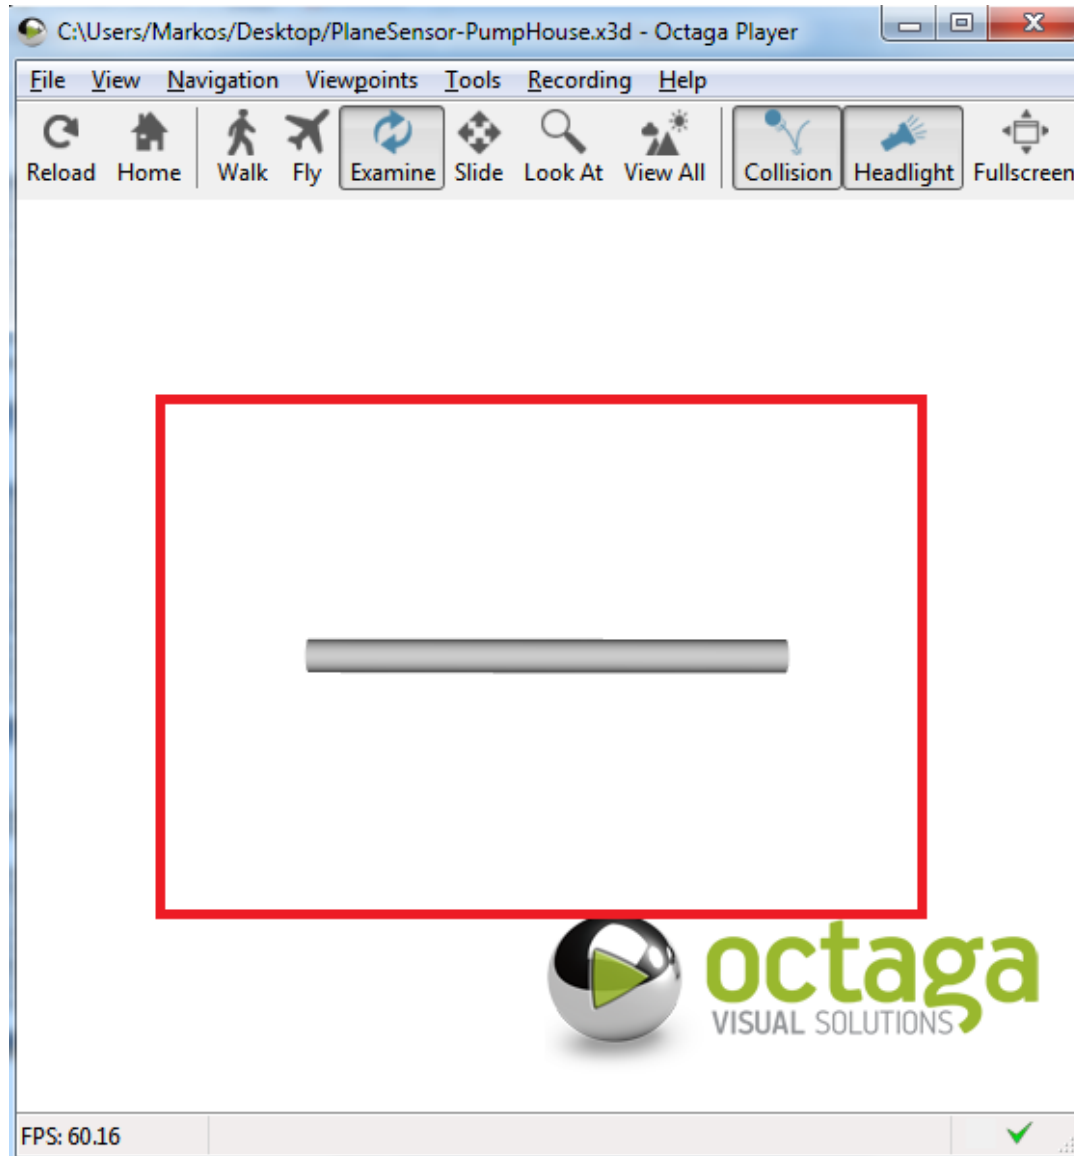 C:\Users/Markos/Desktop/PlaneSensor-PumpHouse.x3d - Octaga Player
File View Navigation Viewpoints Tools Recording Help
Reload Home Walk Fly Examine Slide Look At View All Collision Headlight Fullscreen
octaga
VISUAL SOLUTIONS
FPS: 60.16